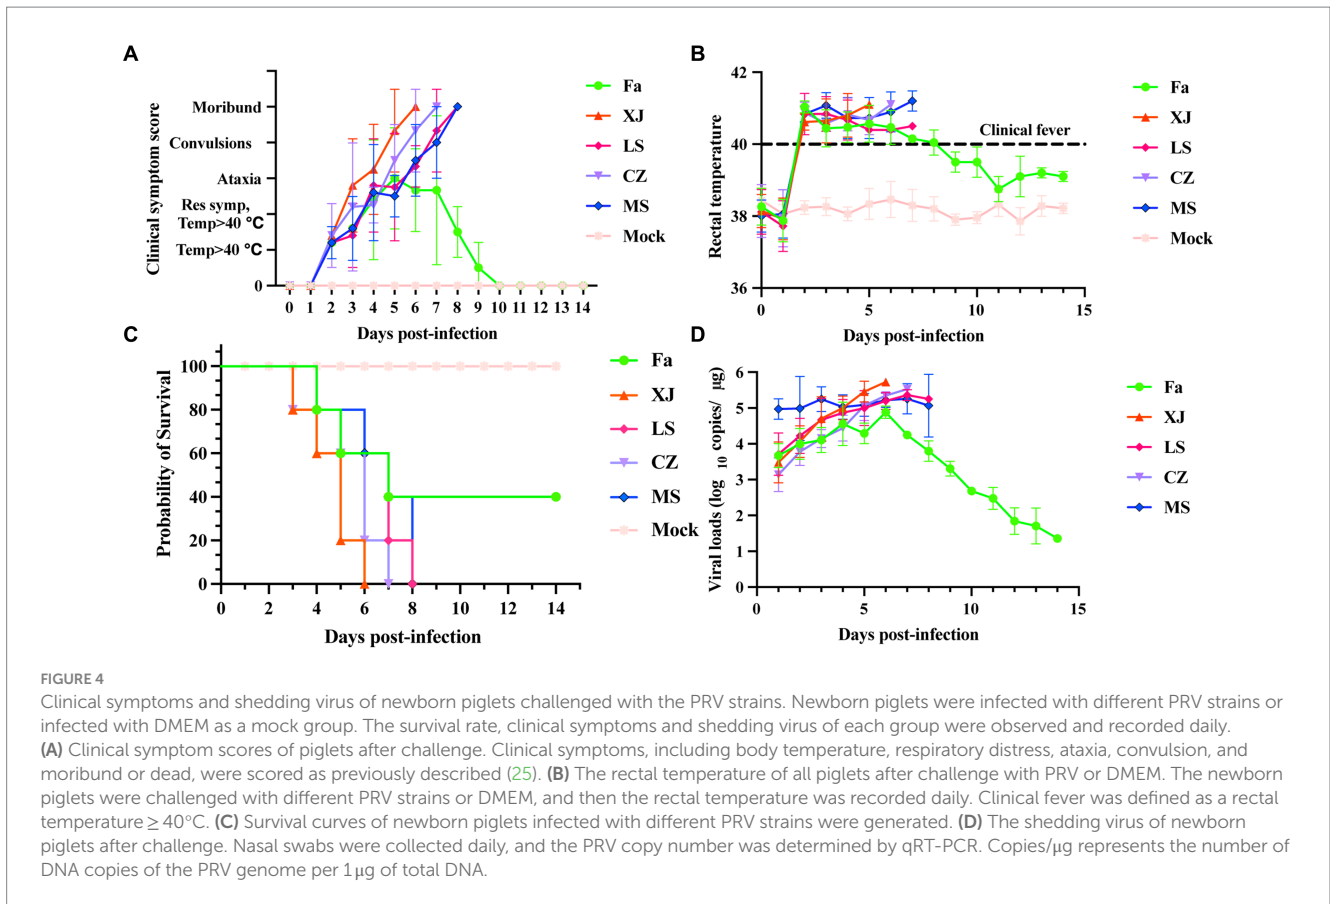 A
Clinical symptom score
Moribund
Convulsions
Ataxia
Res symp,
Temp>40 ℃
Temp>40 ℃
0
0 1 2 3 4 5 6 7 8 9 10 11 12 13 14
Days post-infection
Fa
XJ
LS
CZ
MS
Mock
B
Rectal temperature
42
40
38
36
Clinical fever
0 5 10 15
Days post-infection
Fa
XJ
LS
CZ
MS
Mock
C
Probability of Survival
100
80
60
40
20
0
0 2 4 6 8 10 12 14
Days post-infection
Fa
XJ
LS
CZ
MS
Mock
D
Viral loads (log 10 copies/ μg)
6
5
4
3
2
1
0
0 5 10 15
Days post-infection
Fa
XJ
LS
CZ
MS
FIGURE 4
Clinical symptoms and shedding virus of newborn piglets challenged with the PRV strains. Newborn piglets were infected with different PRV strains or
infected with DMEM as a mock group. The survival rate, clinical symptoms and shedding virus of each group were observed and recorded daily.
(A) Clinical symptom scores of piglets after challenge. Clinical symptoms, including body temperature, respiratory distress, ataxia, convulsion, and
moribund or dead, were scored as previously described (25). (B) The rectal temperature of all piglets after challenge with PRV or DMEM. The newborn
piglets were challenged with different PRV strains or DMEM, and then the rectal temperature was recorded daily. Clinical fever was defined as a rectal
temperature ≥ 40°C. (C) Survival curves of newborn piglets infected with different PRV strains were generated. (D) The shedding virus of newborn
piglets after challenge. Nasal swabs were collected daily, and the PRV copy number was determined by qRT-PCR. Copies/μg represents the number of
DNA copies of the PRV genome per 1 μg of total DNA.